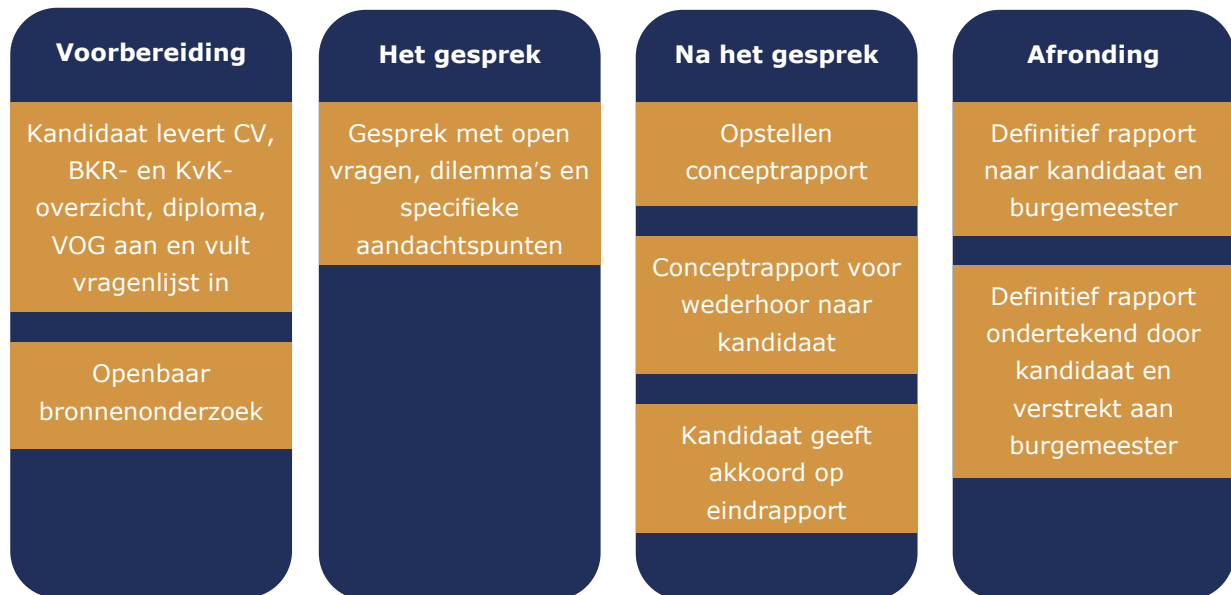 Voorbereiding
Kandidaat levert CV,
BKR- en KvK-
overzicht, diploma,
VOG aan en vult
vragenlijst in
Openbaar
bronnenonderzoek
Het gesprek
Gesprek met open
vragen, dilemma's en
specifieke
aandachtspunten
Na het gesprek
Opstellen
conceptrapport
Conceptrapport voor
wederhoor naar
kandidaat
Kandidaat geeft
akkoord op
eindrapport
Afronding
Definitief rapport
naar kandidaat en
burgemeester
Definitief rapport
ondertekend door
kandidaat en
verstrekt aan
burgemeester